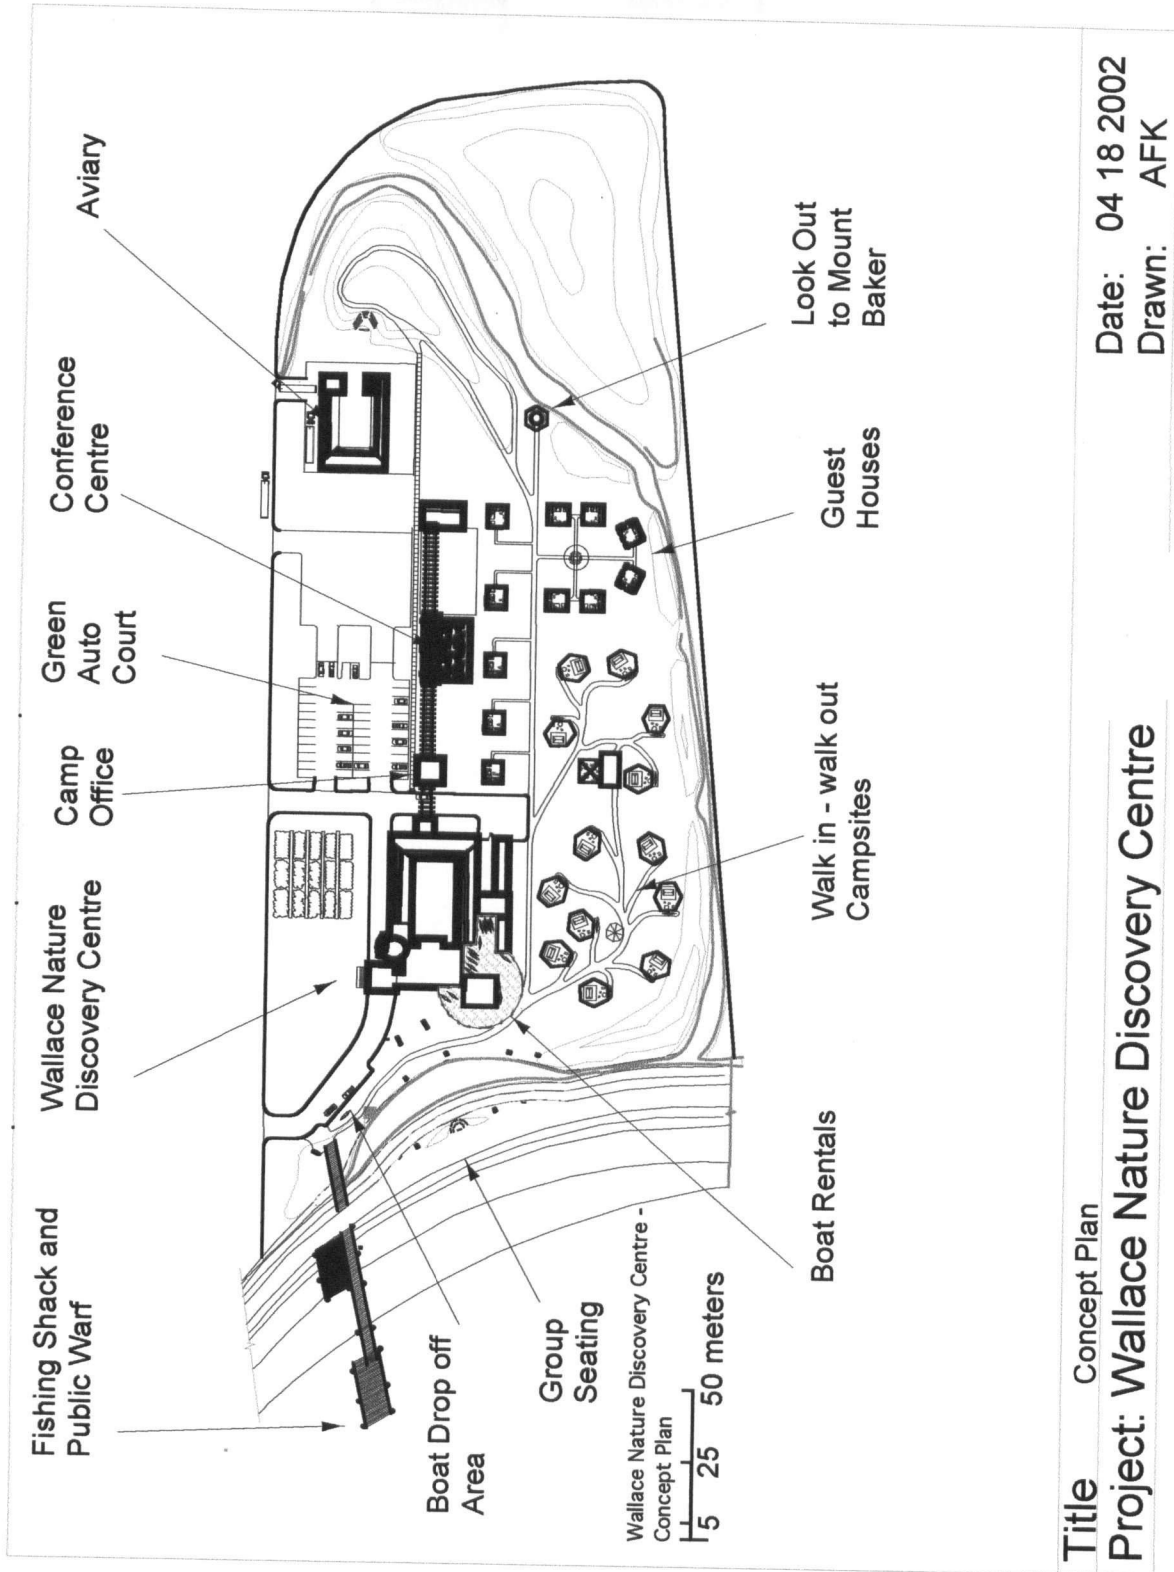 Fishing Shack and
Public Warf
Wallace Nature
Discovery Centre
Camp
Office
Green
Auto
Court
Conference
Centre
Aviary
Boat Drop off
Area
Group
Seating
Boat Rentals
Walk in - walk out
Campsites
Guest
Houses
Look Out
to Mount
Baker
Wallace Nature Discovery Centre -
Concept Plan
5 25 50 meters
Title Concept Plan
Project: Wallace Nature Discovery Centre
Date: 04 18 2002
Drawn: AFK